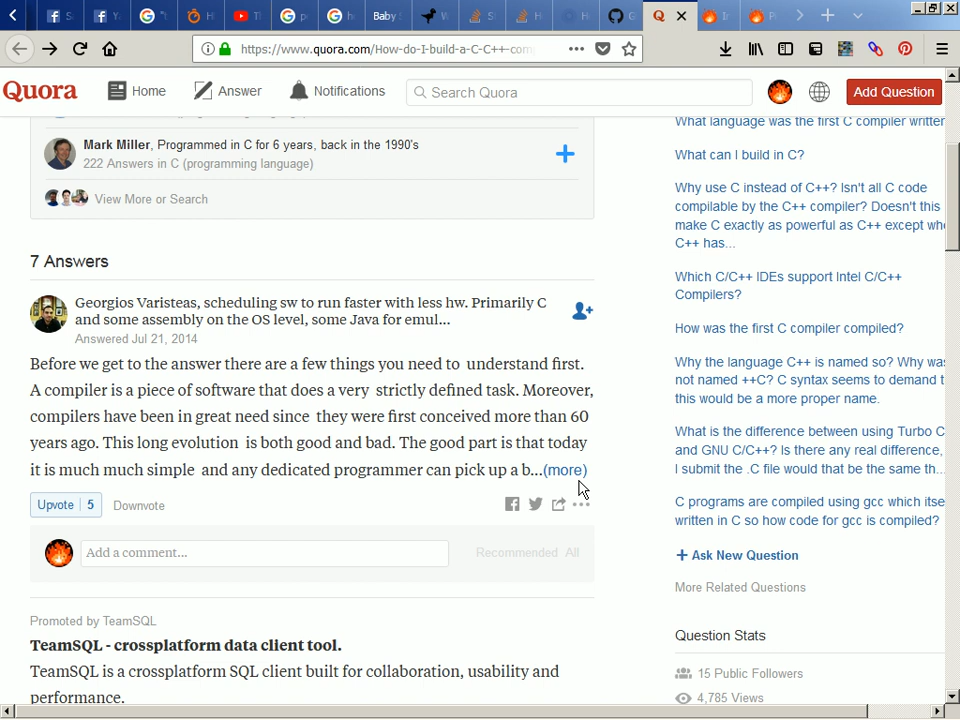 Baby
https://www.quora.com/How-do-I-build-a-C-C++-com
Quora
Home
Answer
Notifications
Search Quora
Add Question
Mark Miller, Programmed in C for 6 years, back in the 1990's
222 Answers in C (programming language)
View More or Search
7 Answers
Georgios Varisteas, scheduling sw to run faster with less hw. Primarily C
and some assembly on the OS level, some Java for emul...
Answered Jul 21, 2014
Before we get to the answer there are a few things you need to understand first.
A compiler is a piece of software that does a very strictly defined task. Moreover,
compilers have been in great need since they were first conceived more than 60
years ago. This long evolution is both good and bad. The good part is that today
it is much much simple and any dedicated programmer can pick up a b...(more)
Upvote 5
Downvote
Add a comment...
Recommended All
Promoted by TeamSQL
TeamSQL - crossplatform data client tool.
TeamSQL is a crossplatform SQL client built for collaboration, usability and
performance.
What language was the first C compiler written
What can I build in C?
Why use C instead of C++? Isn't all C code
compilable by the C++ compiler? Doesn't this
make C exactly as powerful as C++ except whe
C++ has...
Which C/C++ IDEs support Intel C/C++
Compilers?
How was the first C compiler compiled?
Why the language C++ is named so? Why was
not named ++C? C syntax seems to demand t
this would be a more proper name.
What is the difference between using Turbo C
and GNU C/C++? Is there any real difference,
I submit the .C file would that be the same th...
C programs are compiled using gcc which itse
written in C so how code for gcc is compiled?
+ Ask New Question
More Related Questions
Question Stats
15 Public Followers
4,785 Views